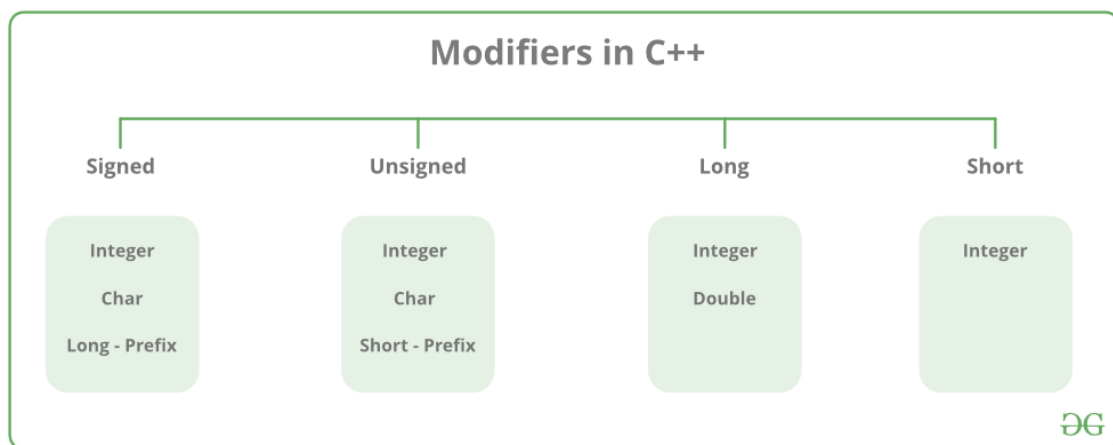 Modifiers in C++
Signed
Unsigned
Long
Short
Integer
Char
Long - Prefix
Integer
Char
Short - Prefix
Integer
Double
Integer